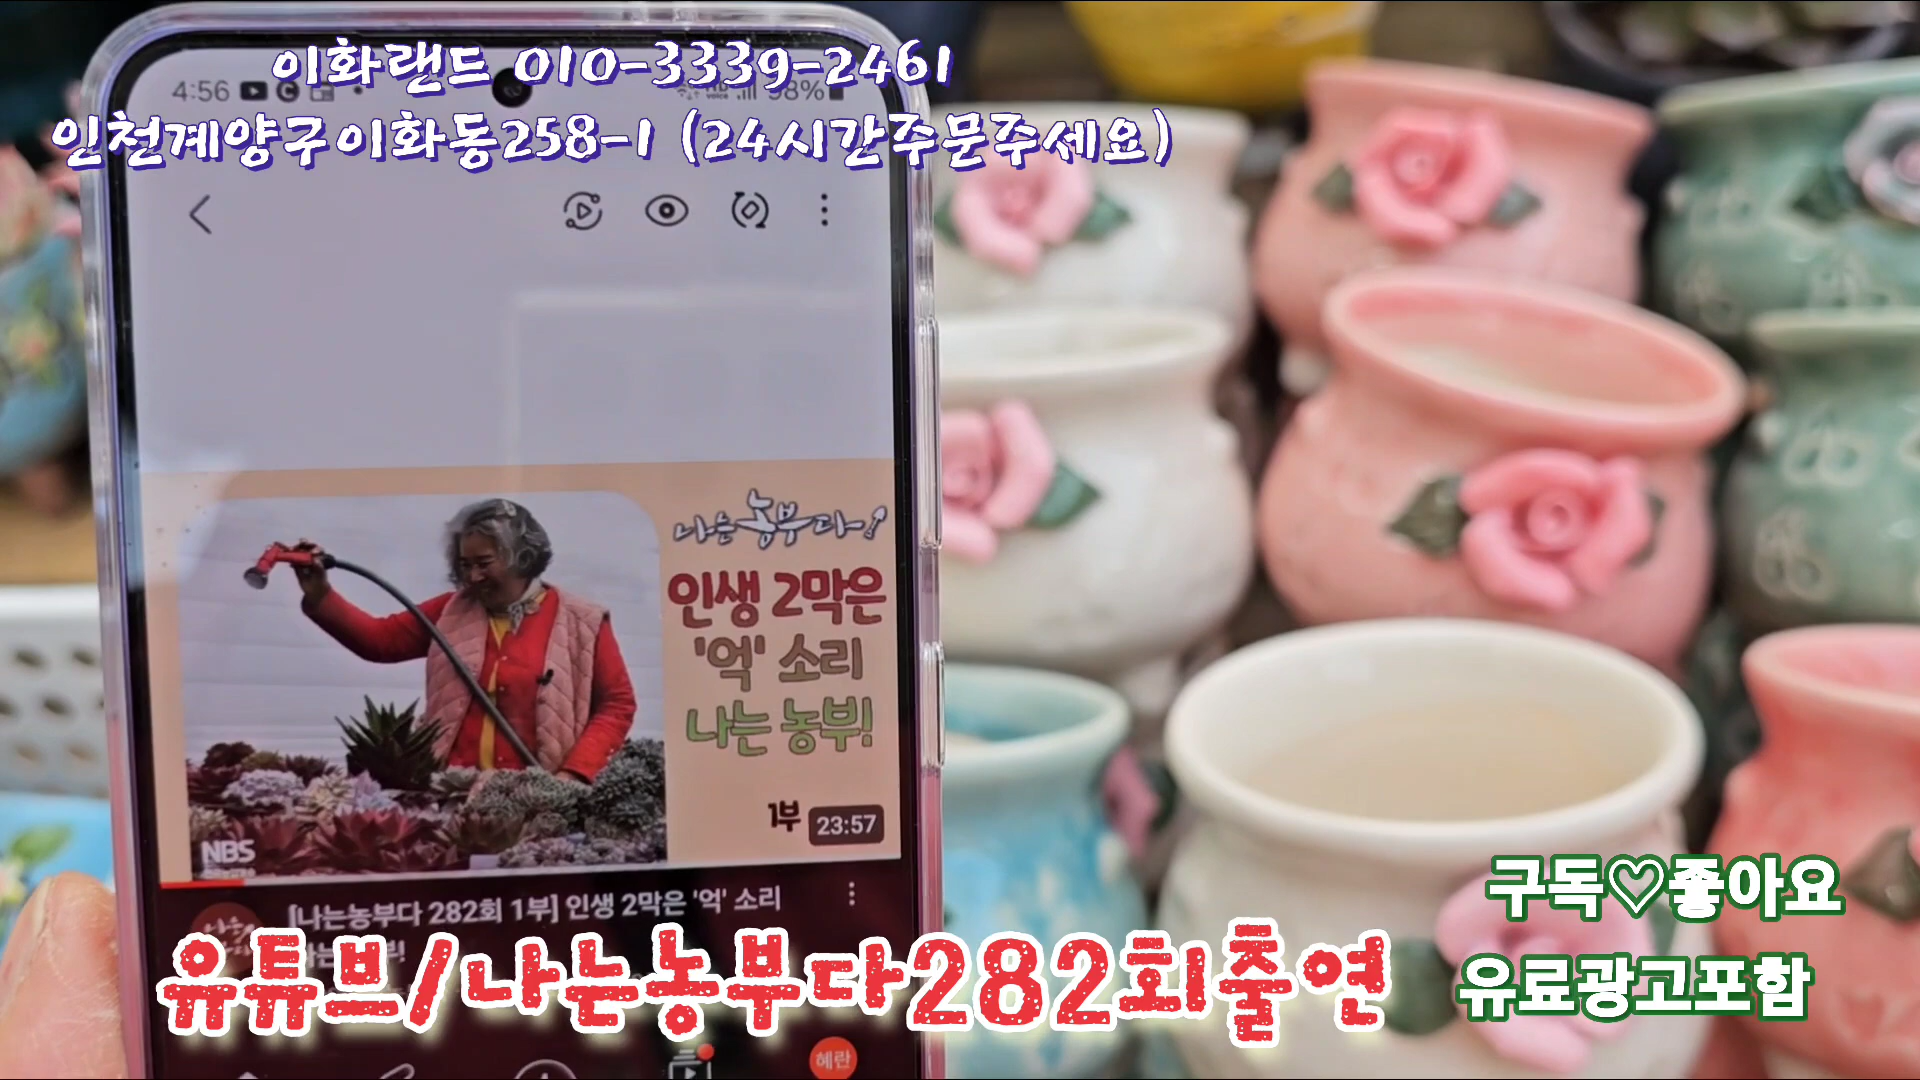 이화랜드 010-3339-2461
인천계양구이화동258-1 (24시간주문주세요)
4:56
98%
나는농부다!
인생 2막은
'억' 소리
나는 농부!
1부
23:57
NBS
[나는농부다 282회 1부] 인생 2막은 '억' 소리
유튜브/나는농부다282회출연
구독♡좋아요
유료광고포함
혜란